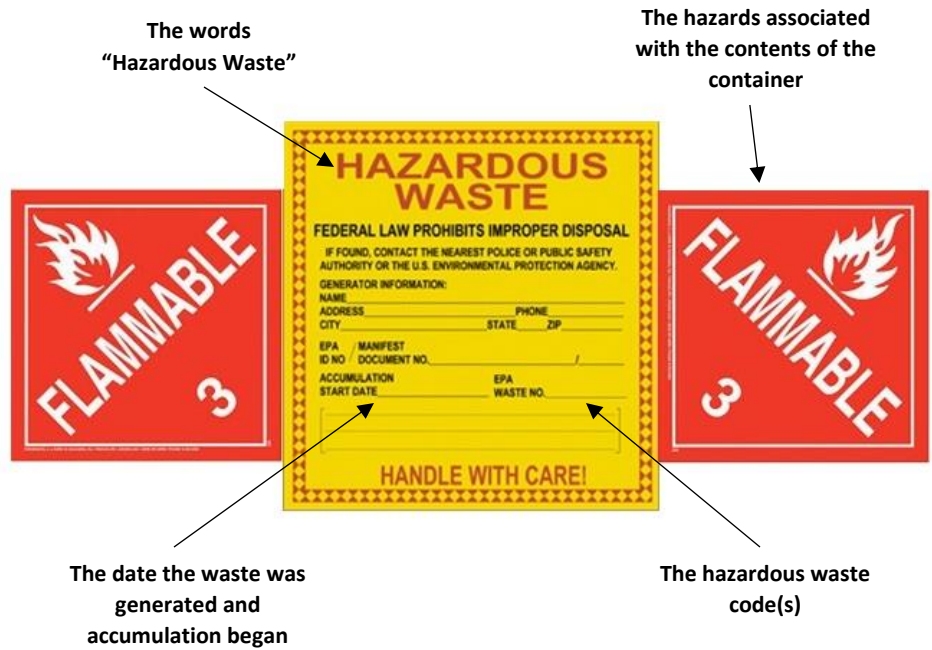 The words
“Hazardous Waste”
The hazards associated
with the contents of the
container
HAZARDOUS
WASTE
FEDERAL LAW PROHIBITS IMPROPER DISPOSAL
IF FOUND, CONTACT THE NEAREST POLICE OR PUBLIC SAFETY
AUTHORITY OR THE U.S. ENVIRONMENTAL PROTECTION AGENCY.
GENERATOR INFORMATION:
NAME
ADDRESS PHONE
CITY STATE ZIP
EPA / MANIFEST
ID NO / DOCUMENT NO. /
ACCUMULATION EPA
START DATE WASTE NO.
HANDLE WITH CARE!
FLAMMABLE
3
FLAMMABLE
3
The date the waste was
generated and
accumulation began
The hazardous waste
code(s)